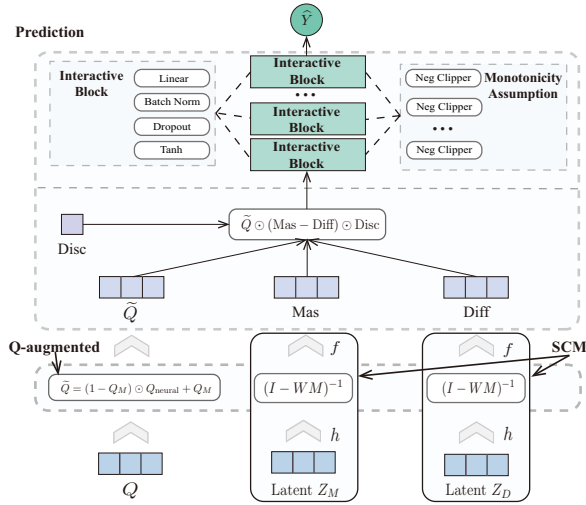 Ŷ
Prediction
Interactive
Block
Linear
Batch Norm
Dropout
Tanh
Interactive
Block
•••
Interactive
Block
Interactive
Block
Neg Clipper
Neg Clipper
•••
Neg Clipper
Monotonicity
Assumption
Disc
Q̃ ⊙ (Mas − Diff) ⊙ Disc
Q̃
Mas
Diff
Q-augmented
f
f
SCM
Q̃ = (1 − Q_M) ⊙ Q_neural + Q_M
(I − WM)⁻¹
(I − WM)⁻¹
h
h
Q
Latent Z_M
Latent Z_D